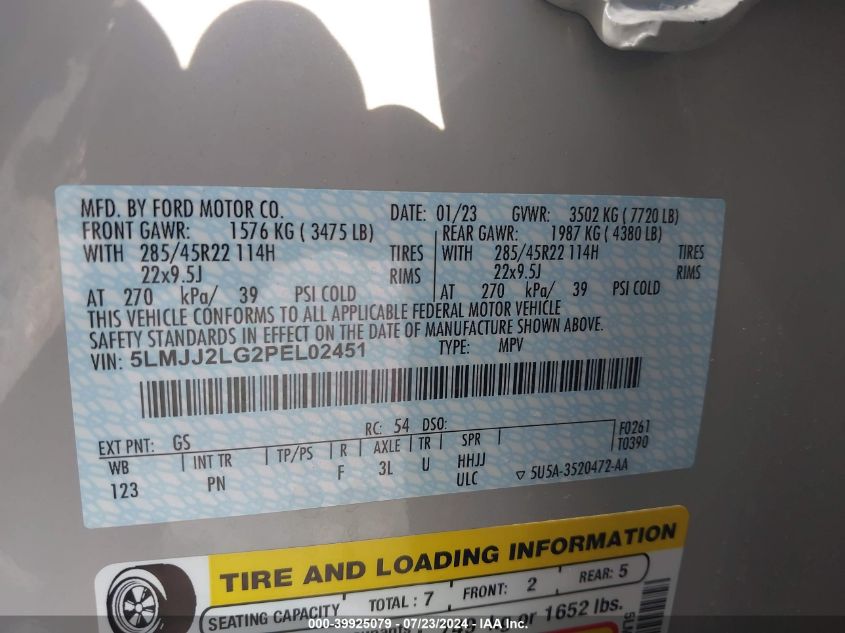 MFD. BY FORD MOTOR CO. DATE: 01/23 GVWR: 3502 KG ( 7720 LB)
FRONT GAWR: 1576 KG ( 3475 LB) REAR GAWR: 1987 KG ( 4380 LB)
WITH 285/45R22 114H TIRES WITH 285/45R22 114H TIRES
22x9.5J RIMS 22x9.5J RIMS
AT 270 kPa/ 39 PSI COLD AT 270 kPa/ 39 PSI COLD
THIS VEHICLE CONFORMS TO ALL APPLICABLE FEDERAL MOTOR VEHICLE
SAFETY STANDARDS IN EFFECT ON THE DATE OF MANUFACTURE SHOWN ABOVE.
VIN: 5LMJJ2LG2PEL02451 TYPE: MPV
EXT PNT: GS RC: 54 DSO: F0261
WB INT TR TP/PS R AXLE TR SPR T0390
123 PN F 3L U HHJJ
ULC ▽ 5U5A-3520472-AA
TIRE AND LOADING INFORMATION
SEATING CAPACITY TOTAL: 7 FRONT: 2 REAR: 5
or 1652 lbs.
000-39925079 - 07/23/2024 - IAA Inc.